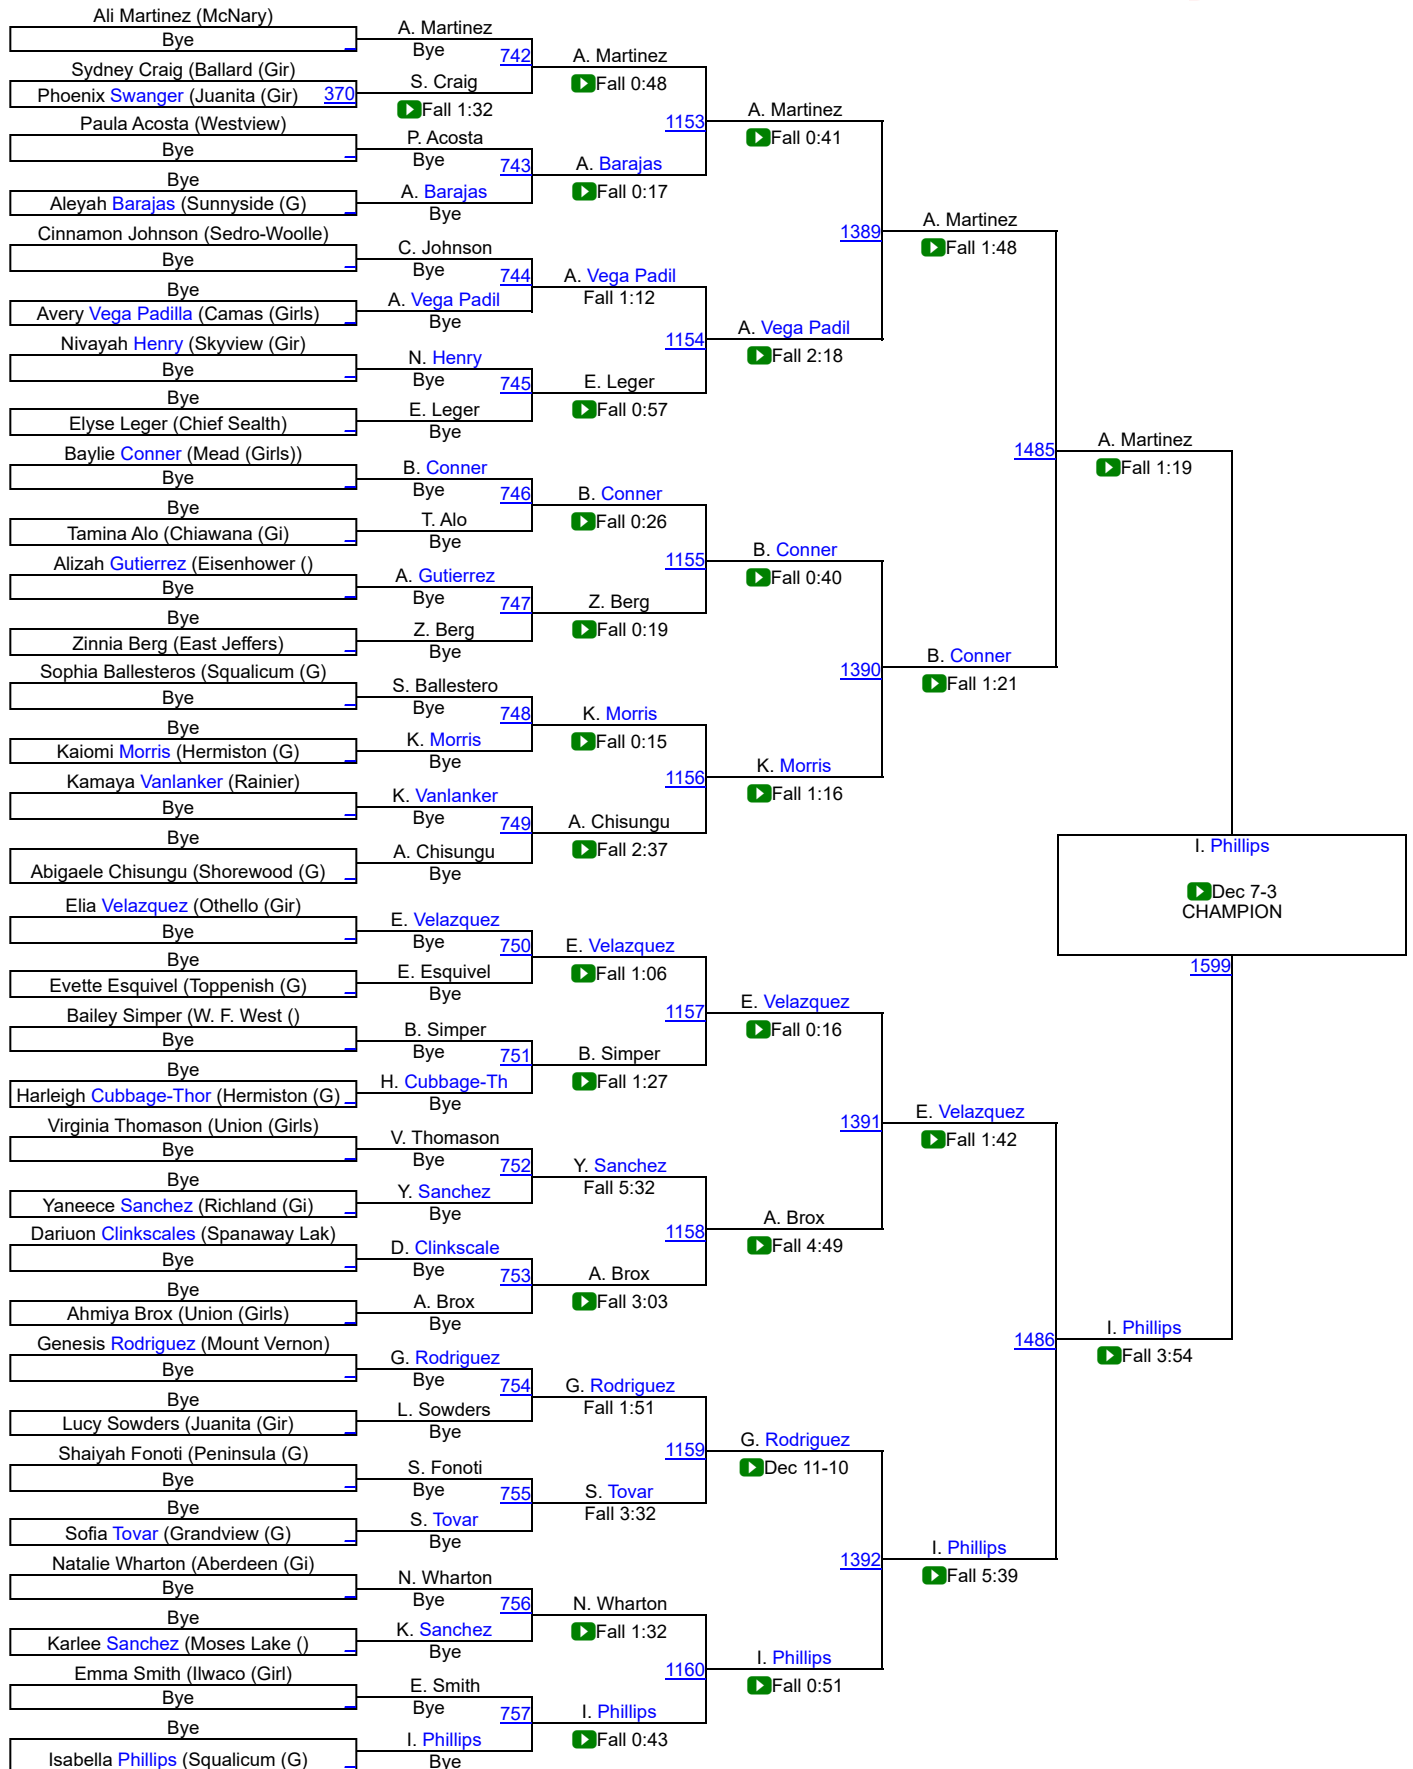 Ali Martinez (McNary)
Bye
Sydney Craig (Ballard (Gir)
Phoenix Swanger (Juanita (Gir) 370
Paula Acosta (Westview)
Bye
Bye
Aleyah Barajas (Sunnyside (G)
Cinnamon Johnson (Sedro-Woolle)
Bye
Bye
Avery Vega Padilla (Camas (Girls)
Nivayah Henry (Skyview (Gir)
Bye
Bye
Elyse Leger (Chief Sealth)
Baylie Conner (Mead (Girls))
Bye
Bye
Tamina Alo (Chiawana (Gi)
Alizah Gutierrez (Eisenhower ()
Bye
Bye
Zinnia Berg (East Jeffers)
Sophia Ballesteros (Squalicum (G)
Bye
Bye
Kaiomi Morris (Hermiston (G)
Kamaya Vanlanker (Rainier)
Bye
Bye
Abigaele Chisungu (Shorewood (G)
Elia Velazquez (Othello (Gir)
Bye
Bye
Evette Esquivel (Toppenish (G)
Bailey Simper (W. F. West ()
Bye
Bye
Harleigh Cubbage-Thor (Hermiston (G)
Virginia Thomason (Union (Girls)
Bye
Bye
Yaneece Sanchez (Richland (Gi)
Dariuon Clinkscales (Spanaway Lak)
Bye
Bye
Ahmiya Brox (Union (Girls)
Genesis Rodriguez (Mount Vernon)
Bye
Bye
Lucy Sowders (Juanita (Gir)
Shaiyah Fonoti (Peninsula (G)
Bye
Bye
Sofia Tovar (Grandview (G)
Natalie Wharton (Aberdeen (Gi)
Bye
Bye
Karlee Sanchez (Moses Lake ()
Emma Smith (Ilwaco (Girl)
Bye
Bye
Isabella Phillips (Squalicum (G)
A. Martinez
Bye
742
S. Craig
Fall 1:32
P. Acosta
Bye
743
A. Barajas
Bye
C. Johnson
Bye
744
A. Vega Padil
Bye
N. Henry
Bye
745
E. Leger
Bye
B. Conner
Bye
746
T. Alo
Bye
A. Gutierrez
Bye
747
Z. Berg
Bye
S. Ballestero
Bye
748
K. Morris
Bye
K. Vanlanker
Bye
749
A. Chisungu
Bye
E. Velazquez
Bye
750
E. Esquivel
Bye
B. Simper
Bye
751
H. Cubbage-Th
Bye
V. Thomason
Bye
752
Y. Sanchez
Bye
D. Clinkscale
Bye
753
A. Brox
Bye
G. Rodriguez
Bye
754
L. Sowders
Bye
S. Fonoti
Bye
755
S. Tovar
Bye
N. Wharton
Bye
756
K. Sanchez
Bye
E. Smith
Bye
757
I. Phillips
Bye
A. Martinez
Fall 0:48
1153
A. Barajas
Fall 0:17
A. Vega Padil
Fall 1:12
1154
E. Leger
Fall 0:57
B. Conner
Fall 0:26
1155
Z. Berg
Fall 0:19
K. Morris
Fall 0:15
1156
A. Chisungu
Fall 2:37
E. Velazquez
Fall 1:06
1157
B. Simper
Fall 1:27
Y. Sanchez
Fall 5:32
1158
A. Brox
Fall 3:03
G. Rodriguez
Fall 1:51
1159
S. Tovar
Fall 3:32
N. Wharton
Fall 1:32
1160
I. Phillips
Fall 0:43
A. Martinez
Fall 0:41
1389
A. Vega Padil
Fall 2:18
B. Conner
Fall 0:40
1390
K. Morris
Fall 1:16
E. Velazquez
Fall 0:16
1391
A. Brox
Fall 4:49
G. Rodriguez
Dec 11-10
1392
I. Phillips
Fall 0:51
A. Martinez
Fall 1:48
1485
B. Conner
Fall 1:21
E. Velazquez
Fall 1:42
1486
I. Phillips
Fall 5:39
A. Martinez
Fall 1:19
I. Phillips
Dec 7-3
CHAMPION
1599
I. Phillips
Fall 3:54